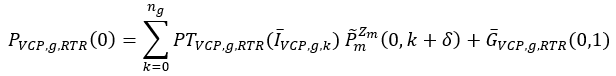 P_{VCP,g,RTR}(0) = \sum_{k=0}^{n_g} PT_{VCP,g,RTR}(\bar{I}_{VCP,g,k}) \tilde{P}_m^{Z_m}(0, k + δ) + \bar{G}_{VCP,g,RTR}(0,1)